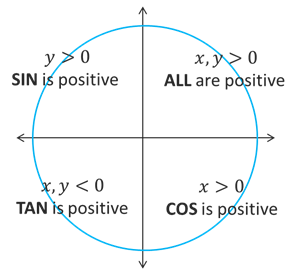 y > 0
SIN is positive
x, y > 0
ALL are positive
x, y < 0
TAN is positive
x > 0
COS is positive